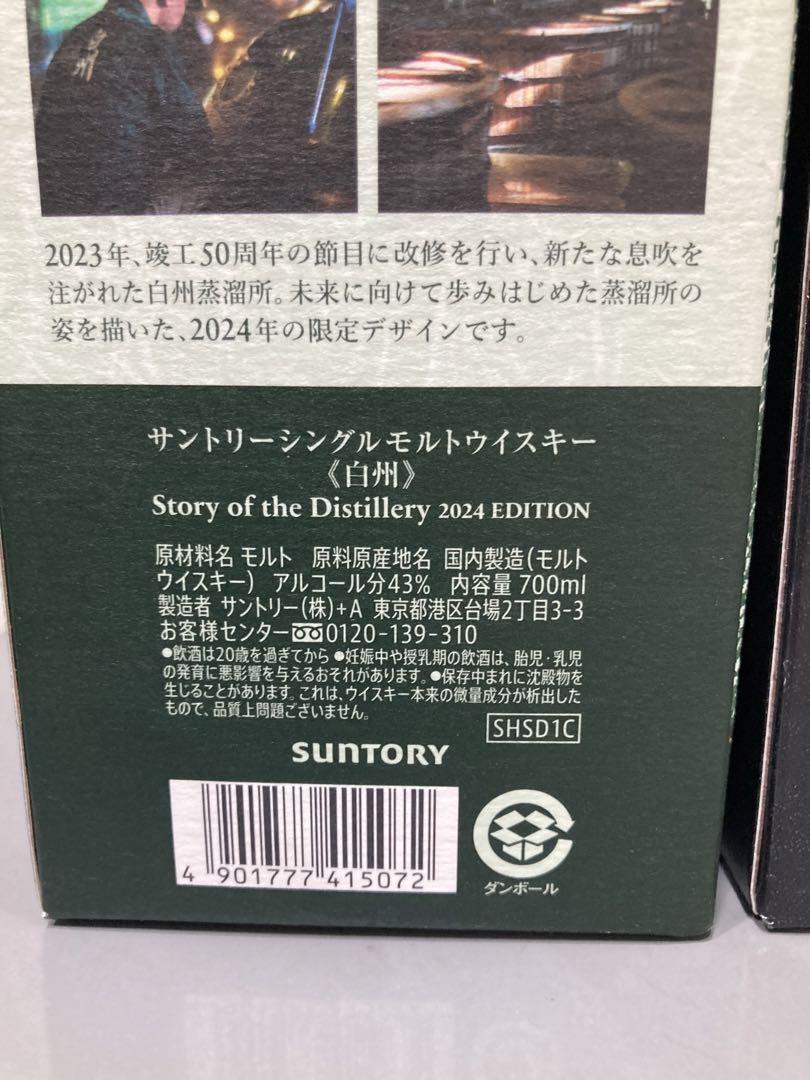 2023年、竣工50周年の節目に改修を行い、新たな息吹を
注がれた白州蒸溜所。未来に向けて歩みはじめた蒸溜所の
姿を描いた、2024年の限定デザインです。
サントリーシングルモルトウイスキー
《白州》
Story of the Distillery 2024 EDITION
原材料名 モルト 原料原産地名 国内製造(モルト
ウイスキー) アルコール分43% 内容量 700ml
製造者 サントリー(株)+A 東京都港区台場2丁目3-3
お客様センター 0120-139-310
●飲酒は20歳を過ぎてから ●妊娠中や授乳期の飲酒は、胎児・乳児
の発育に悪影響を与えるおそれがあります。●保存中まれに沈殿物を
生じることがあります。これは、ウイスキー本来の微量成分が析出した
もので、品質上問題ございません。
SHSD1C
SUNTORY
4 901777 415072
ダンボール